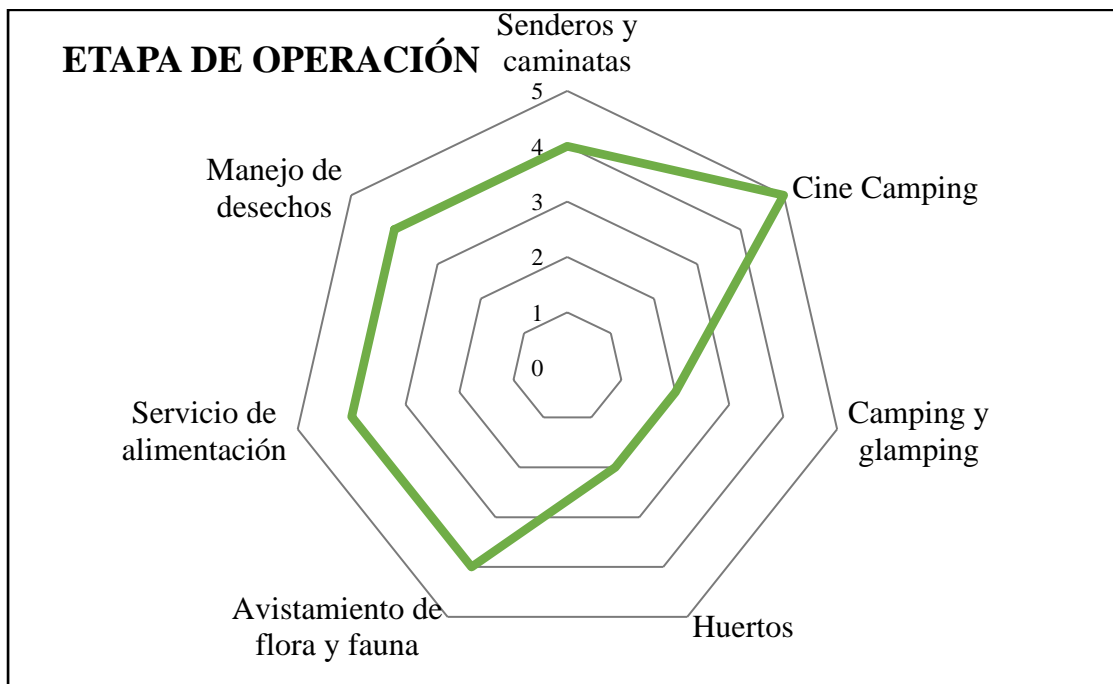 ETAPA DE OPERACIÓN
Senderos y
caminatas
Cine Camping
Camping y
glamping
Huertos
Avistamiento de
flora y fauna
Servicio de
alimentación
Manejo de
desechos
5
4
3
2
1
0